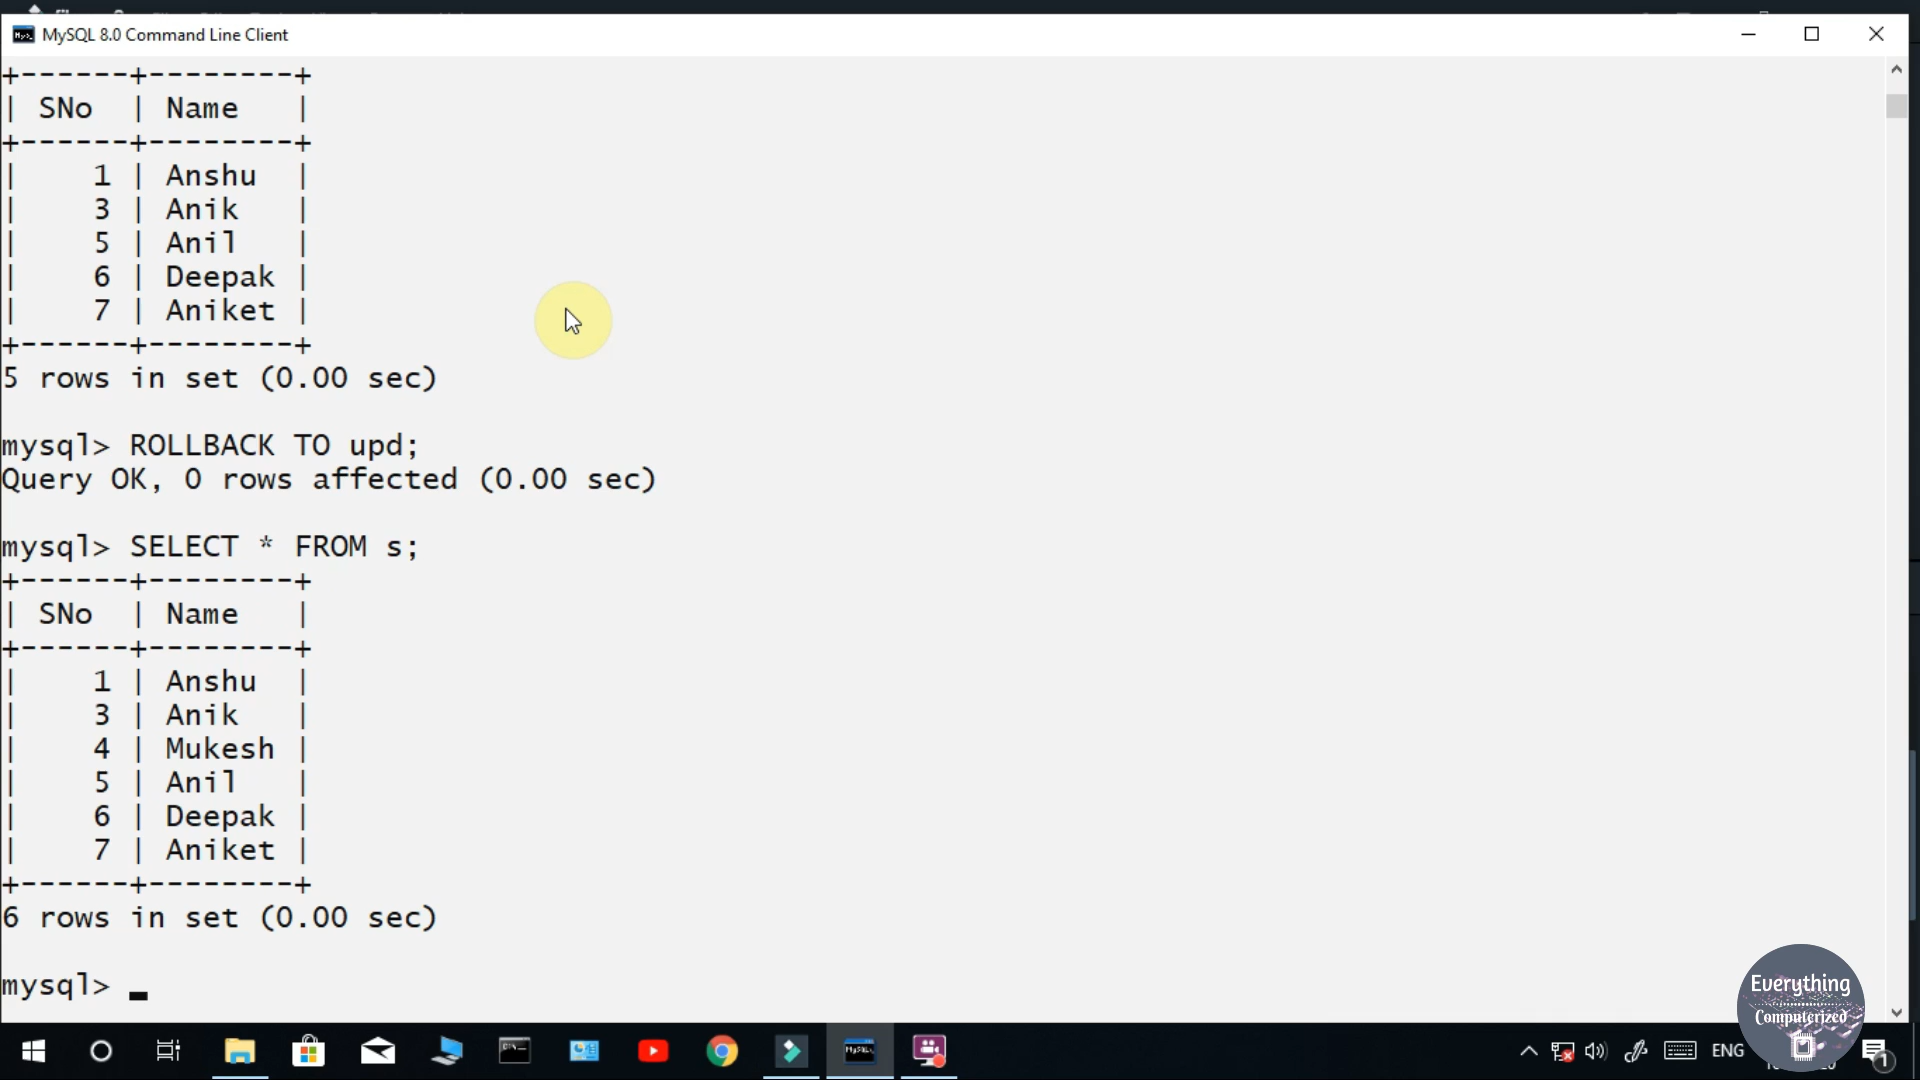 MySQL 8.0 Command Line Client
+------+--------+
| SNo  | Name   |
+------+--------+
|    1 | Anshu  |
|    3 | Anik   |
|    5 | Anil   |
|    6 | Deepak |
|    7 | Aniket |
+------+--------+
5 rows in set (0.00 sec)
mysql> ROLLBACK TO upd;
Query OK, 0 rows affected (0.00 sec)
mysql> SELECT * FROM s;
+------+--------+
| SNo  | Name   |
+------+--------+
|    1 | Anshu  |
|    3 | Anik   |
|    4 | Mukesh |
|    5 | Anil   |
|    6 | Deepak |
|    7 | Aniket |
+------+--------+
6 rows in set (0.00 sec)
mysql>
Everything
Computerized
ENG
1